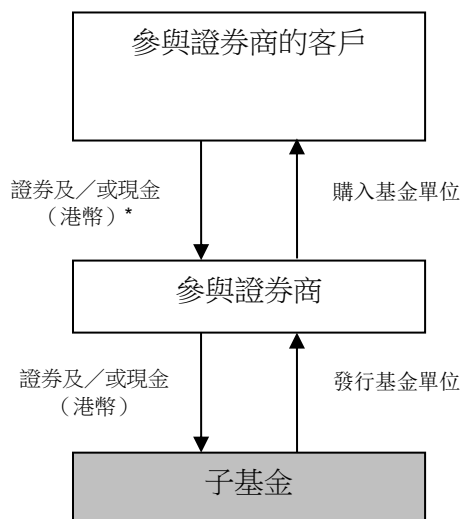 參與證券商的客戶
證券及／或現金
（港幣）*
購入基金單位
參與證券商
證券及／或現金
（港幣）
發行基金單位
子基金